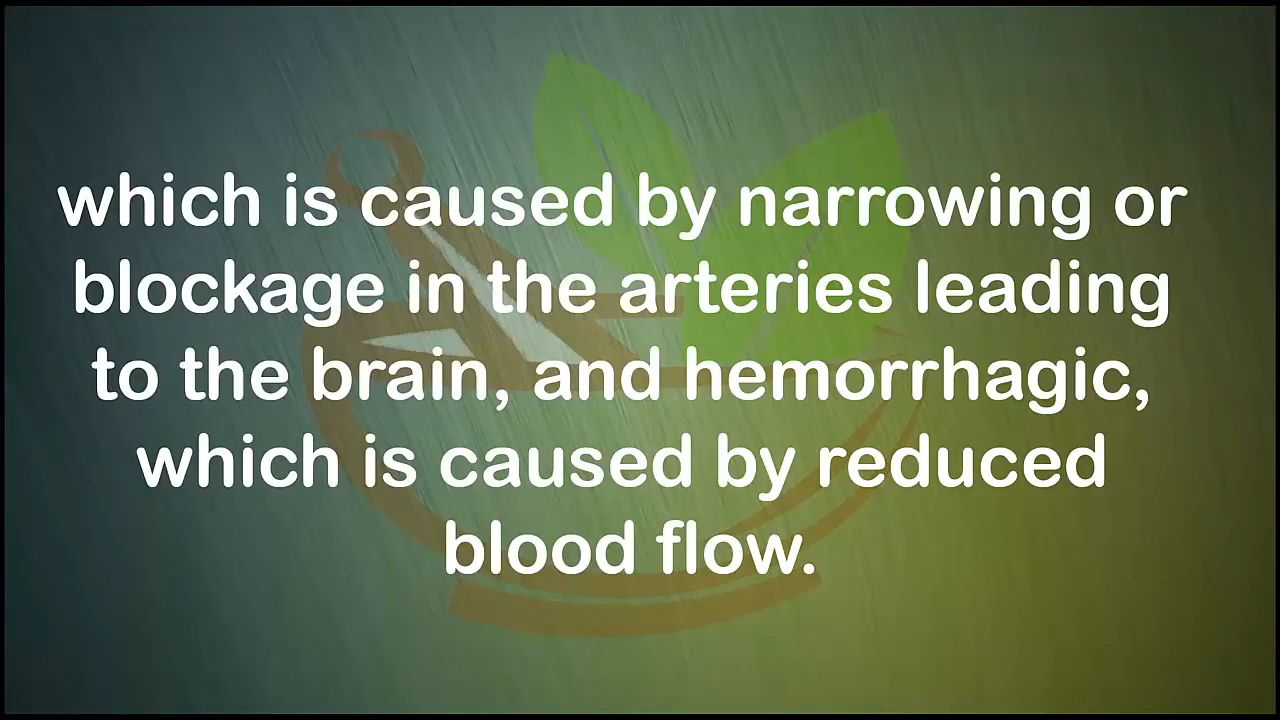 which is caused by narrowing or
blockage in the arteries leading
to the brain, and hemorrhagic,
which is caused by reduced
blood flow.